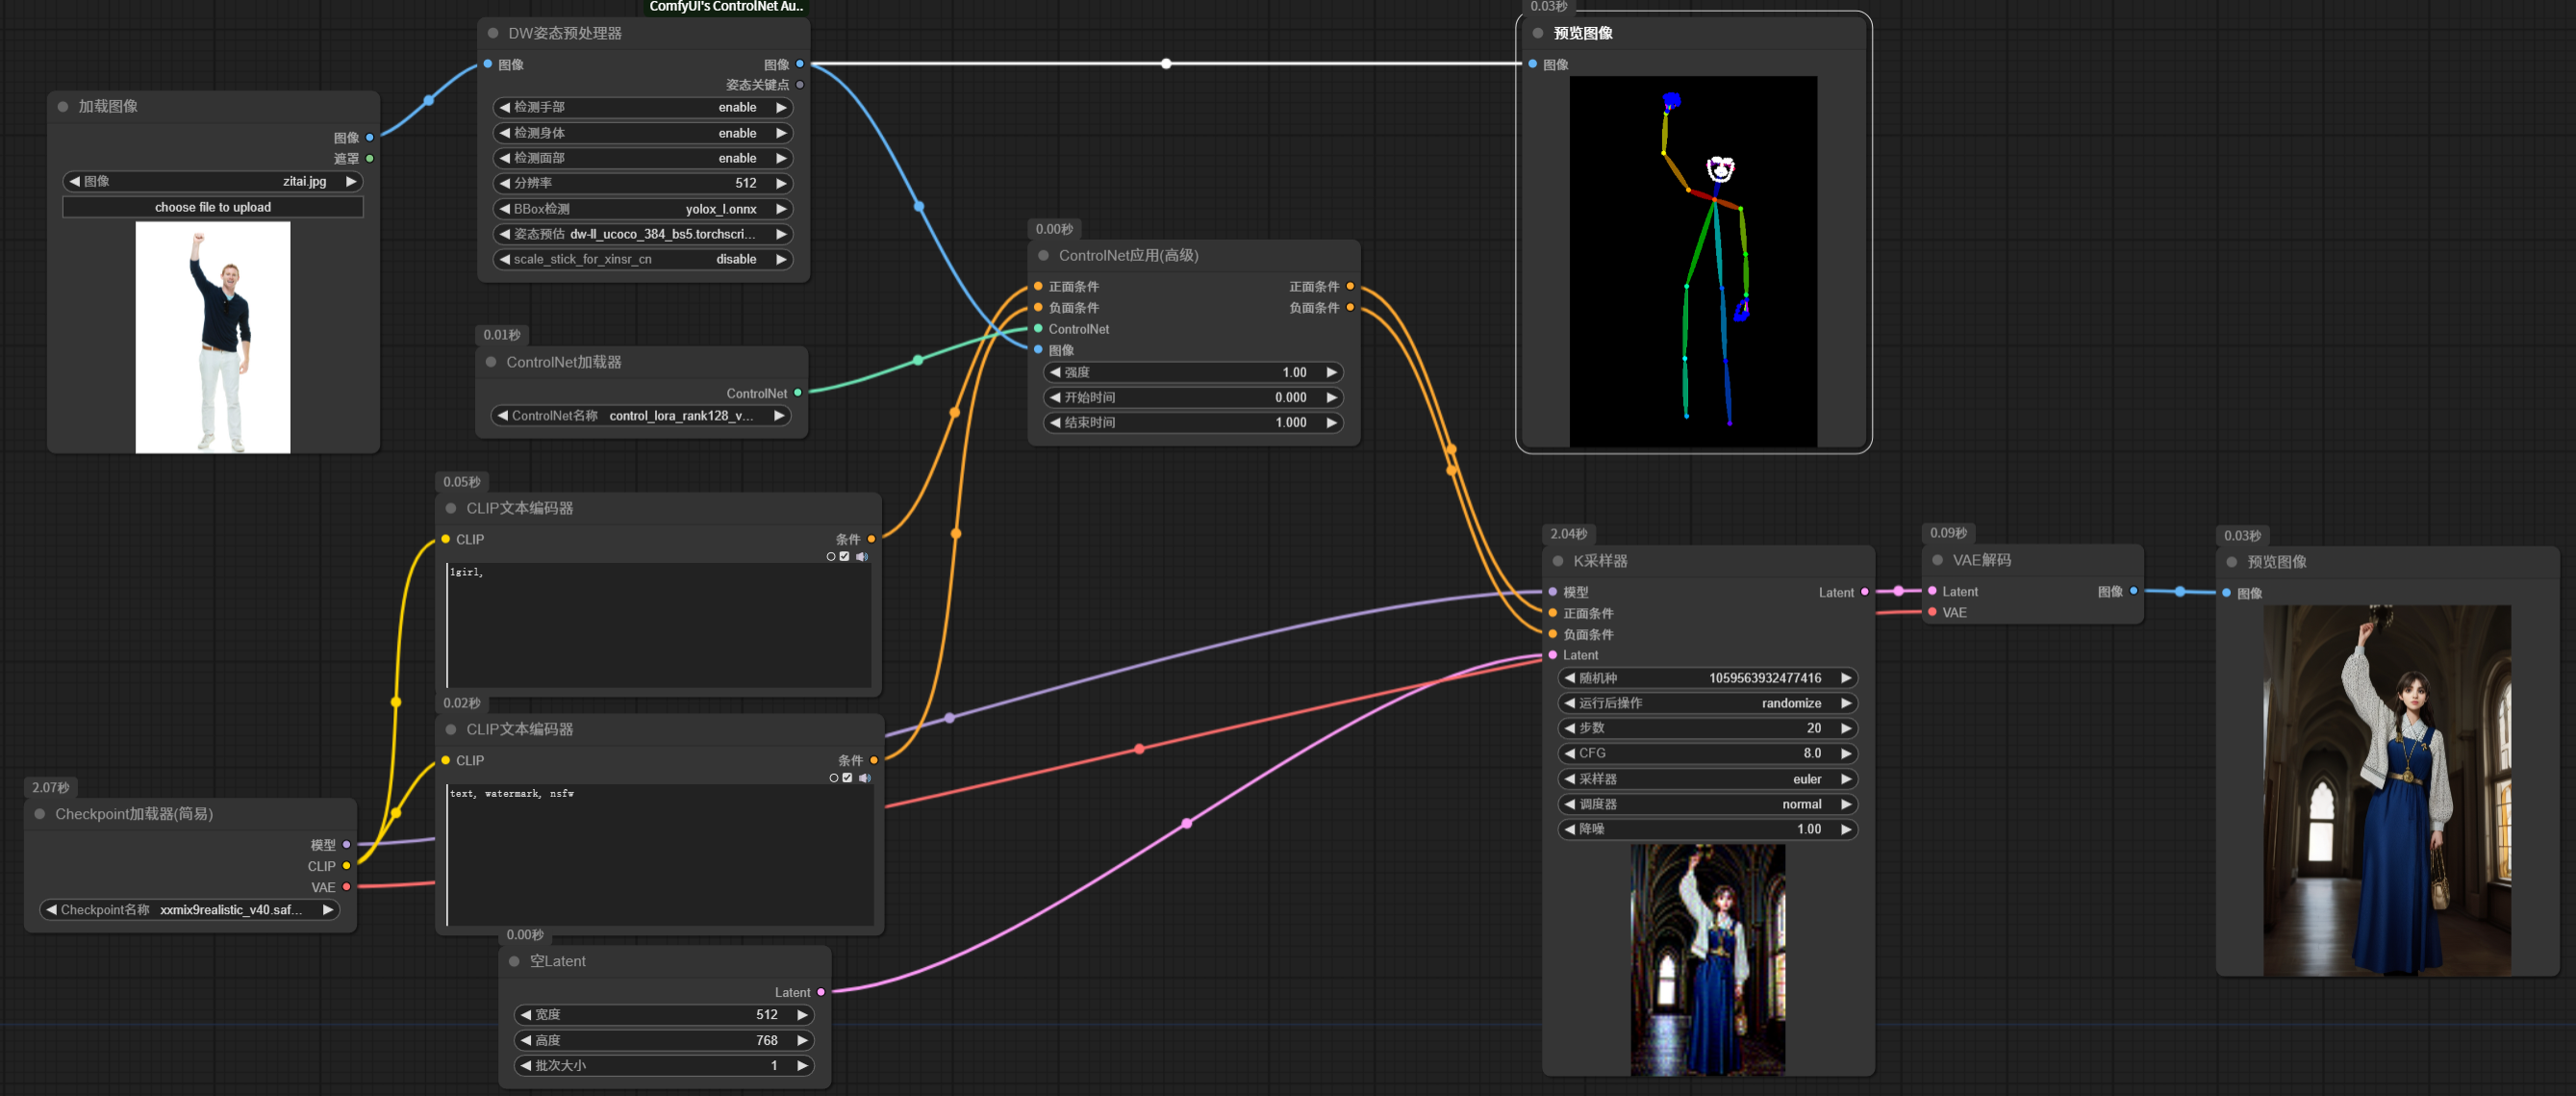 ComfyUI's ControlNet Au..
加载图像
图像
遮罩
图像 zitai.jpg
choose file to upload
DW姿态预处理器
图像 图像
姿态关键点
检测手部 enable
检测身体 enable
检测面部 enable
分辨率 512
BBox检测 yolox_l.onnx
姿态预估 dw-ll_ucoco_384_bs5.torchscri...
scale_stick_for_xinsr_cn disable
0.01秒
ControlNet加载器
ControlNet
ControlNet名称 control_lora_rank128_v...
0.00秒
ControlNet应用(高级)
正面条件 正面条件
负面条件 负面条件
ControlNet
图像
强度 1.00
开始时间 0.000
结束时间 1.000
0.03秒
预览图像
图像
0.05秒
CLIP文本编码器
CLIP 条件
1girl,
0.02秒
CLIP文本编码器
CLIP 条件
text, watermark, nsfw
2.07秒
Checkpoint加载器(简易)
模型
CLIP
VAE
Checkpoint名称 xxmix9realistic_v40.saf...
0.00秒
空Latent
Latent
宽度 512
高度 768
批次大小 1
2.04秒
K采样器
模型 Latent
正面条件
负面条件
Latent
随机种 1059563932477416
运行后操作 randomize
步数 20
CFG 8.0
采样器 euler
调度器 normal
降噪 1.00
0.09秒
VAE解码
Latent 图像
VAE
0.03秒
预览图像
图像